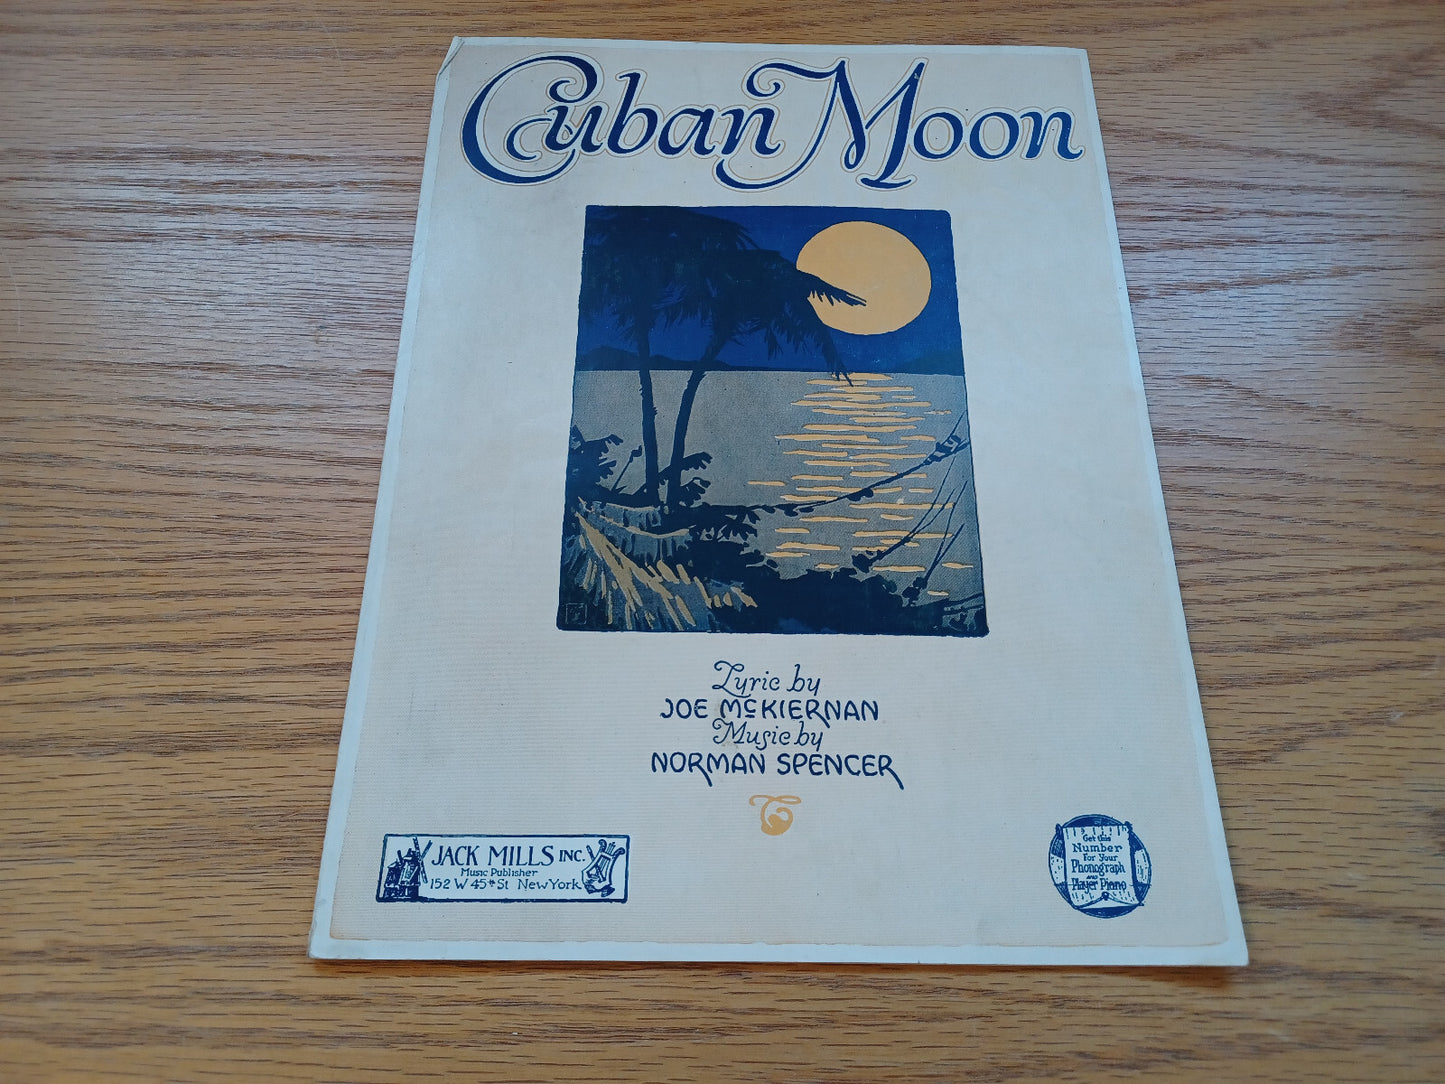 Cuban Moon
Lyric by
JOE McKIERNAN
Music by
NORMAN SPENCER
JACK MILLS INC.
Music Publisher
152 W 45th St New York
Get this
Number
for Your
Phonograph
AND
Player Piano